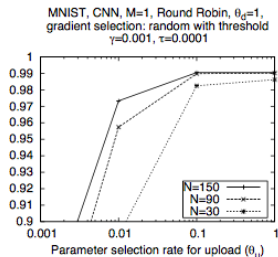 MNIST, CNN, M=1, Round Robin, θd=1,
gradient selection: random with threshold
γ=0.001, τ=0.0001
1
0.99
0.98
0.97
0.96
0.95
0.94
0.93
0.92
0.91
0.9
N=150
N=90
N=30
0.001 0.01 0.1 1
Parameter selection rate for upload (θu)